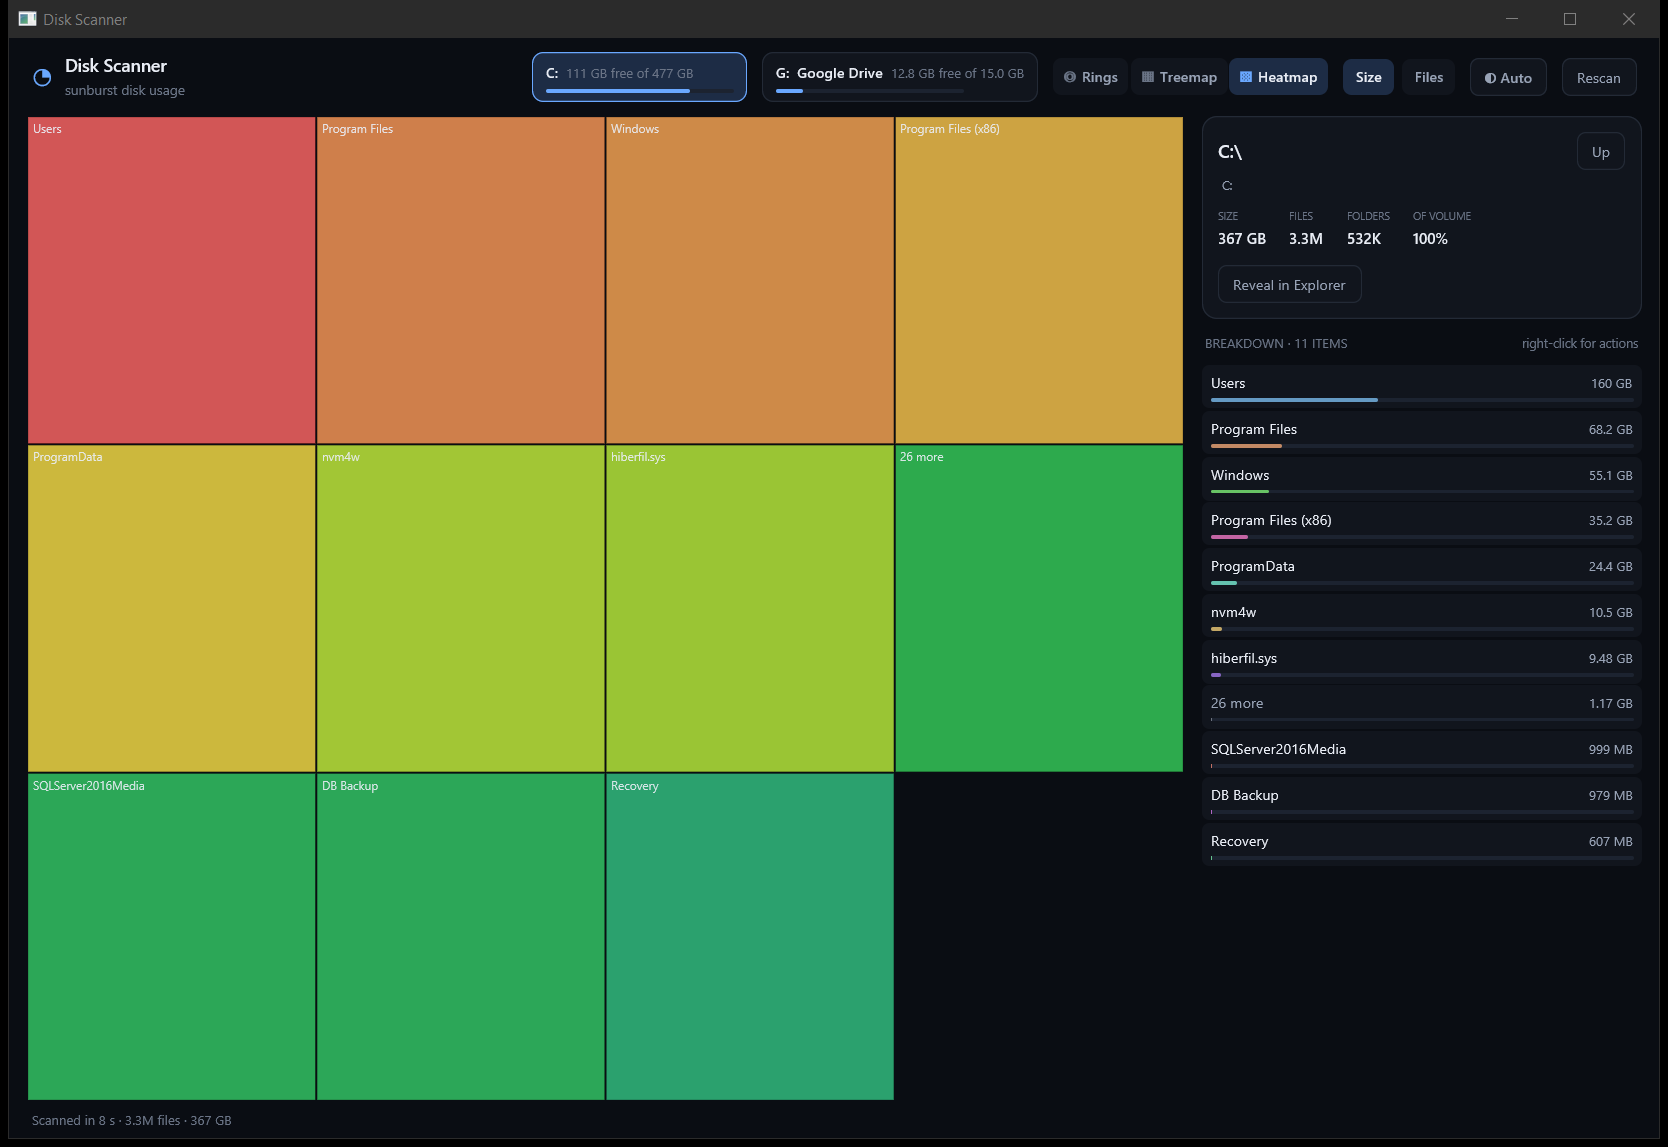 Disk Scanner
Disk Scanner
sunburst disk usage
C: 111 GB free of 477 GB
G: Google Drive 12.8 GB free of 15.0 GB
Rings
Treemap
Heatmap
Size
Files
Auto
Rescan
Users
Program Files
Windows
Program Files (x86)
ProgramData
nvm4w
hiberfil.sys
26 more
SQLServer2016Media
DB Backup
Recovery
Scanned in 8 s · 3.3M files · 367 GB
C:\
Up
C:
SIZE FILES FOLDERS OF VOLUME
367 GB 3.3M 532K 100%
Reveal in Explorer
BREAKDOWN · 11 ITEMS right-click for actions
Users 160 GB
Program Files 68.2 GB
Windows 55.1 GB
Program Files (x86) 35.2 GB
ProgramData 24.4 GB
nvm4w 10.5 GB
hiberfil.sys 9.48 GB
26 more 1.17 GB
SQLServer2016Media 999 MB
DB Backup 979 MB
Recovery 607 MB